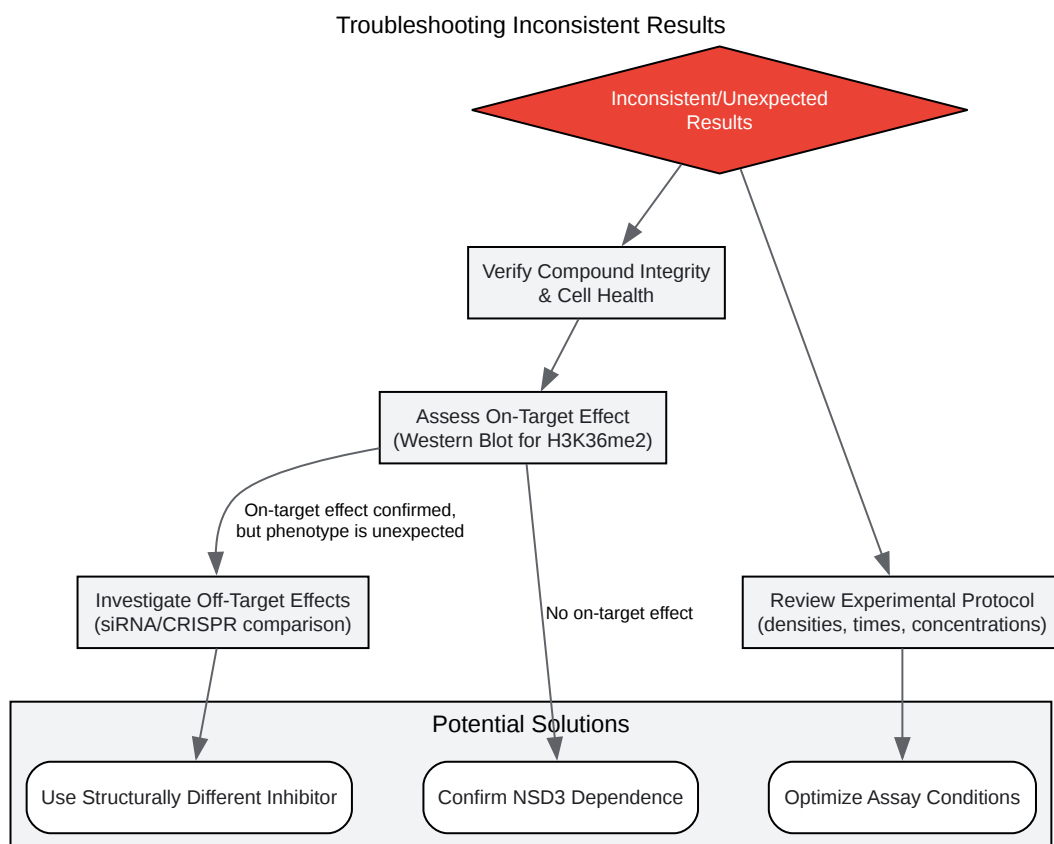 Troubleshooting Inconsistent Results
Inconsistent/Unexpected
Results
Verify Compound Integrity
& Cell Health
Assess On-Target Effect
(Western Blot for H3K36me2)
On-target effect confirmed,
but phenotype is unexpected
Investigate Off-Target Effects
(siRNA/CRISPR comparison)
No on-target effect
Review Experimental Protocol
(densities, times, concentrations)
Potential Solutions
Use Structurally Different Inhibitor
Confirm NSD3 Dependence
Optimize Assay Conditions